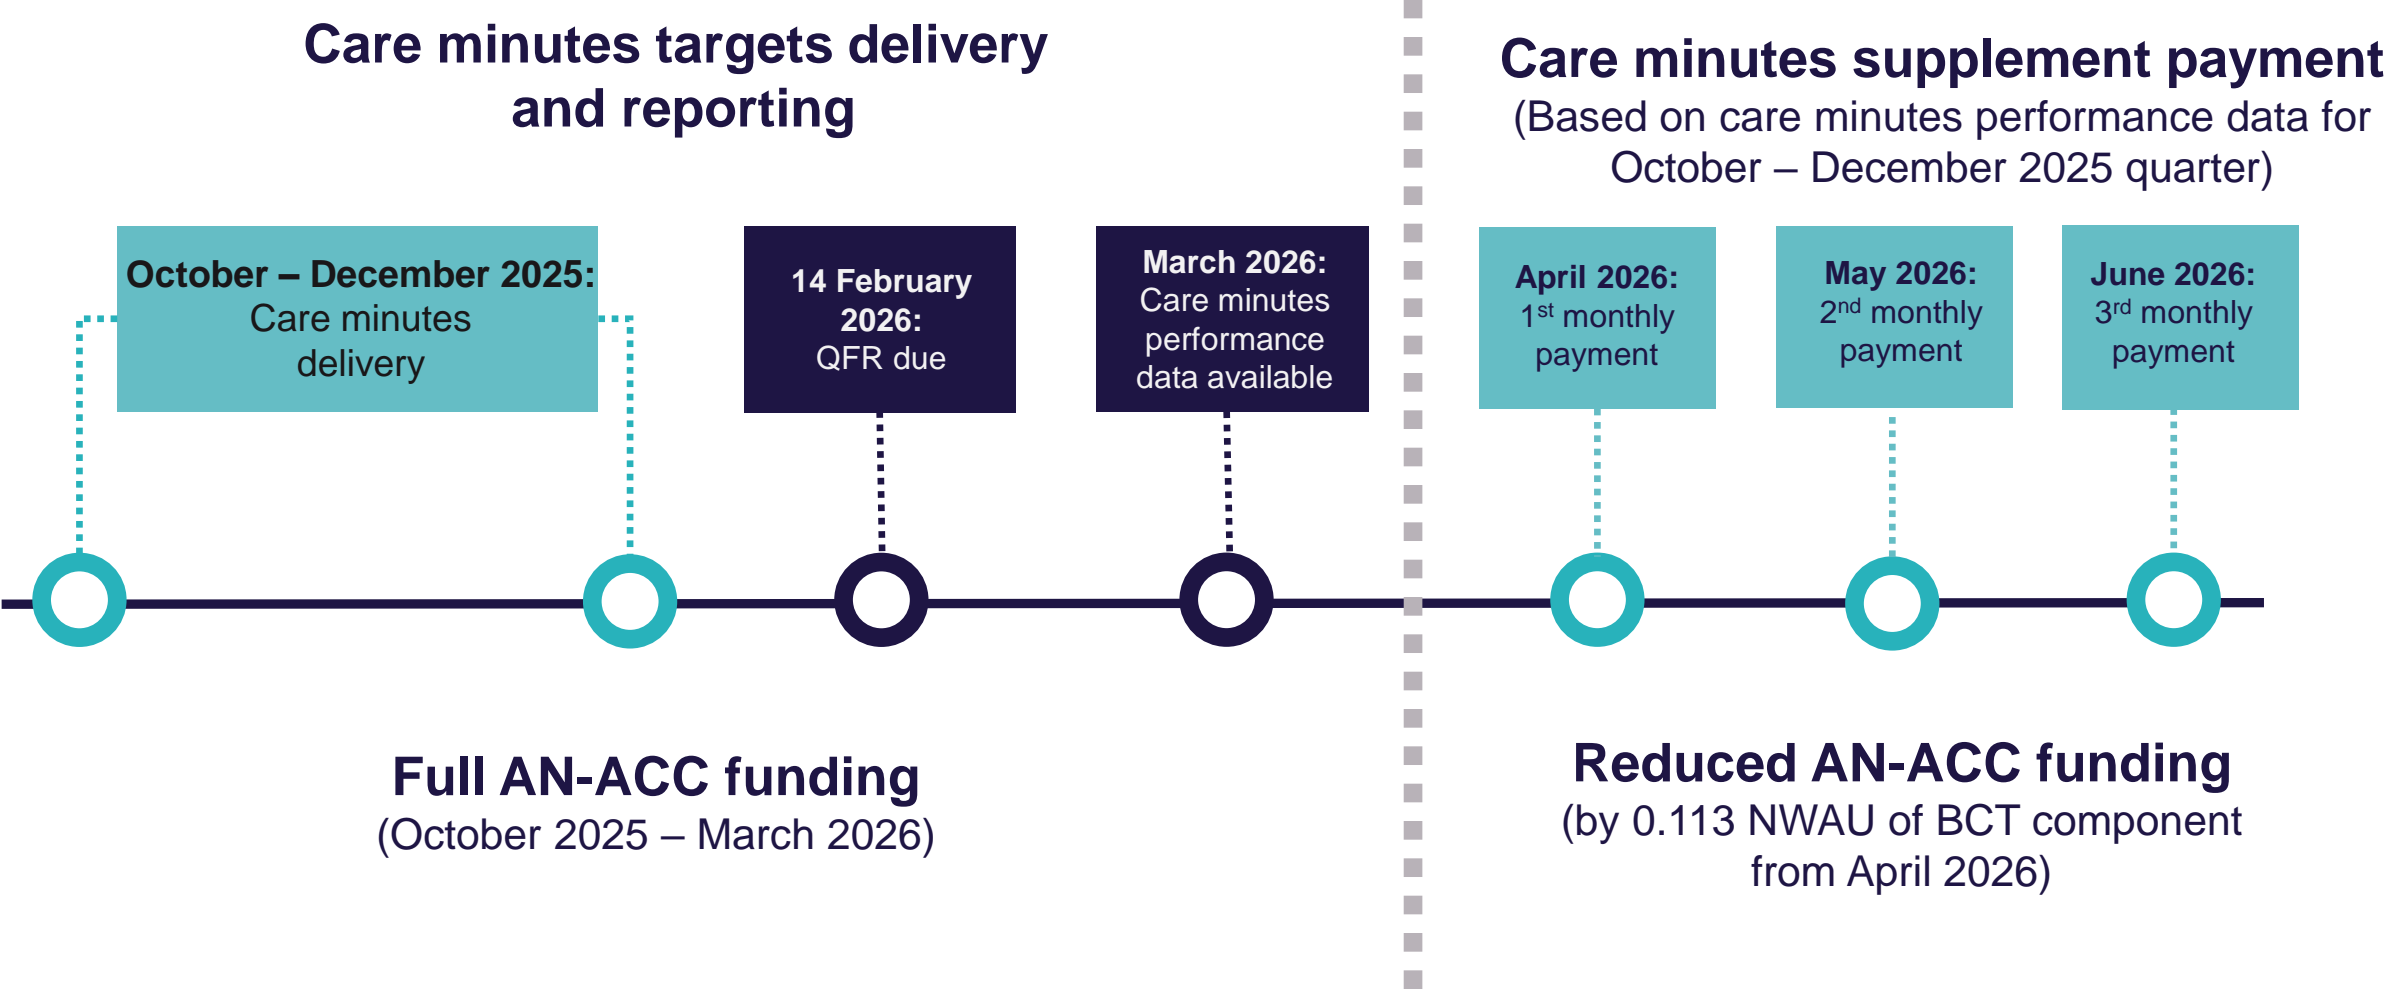 Care minutes targets delivery
and reporting
Care minutes supplement payment
(Based on care minutes performance data for
October – December 2025 quarter)
October – December 2025:
Care minutes
delivery
14 February
2026:
QFR due
March 2026:
Care minutes
performance
data available
April 2026:
1st monthly
payment
May 2026:
2nd monthly
payment
June 2026:
3rd monthly
payment
Full AN-ACC funding
(October 2025 – March 2026)
Reduced AN-ACC funding
(by 0.113 NWAU of BCT component
from April 2026)